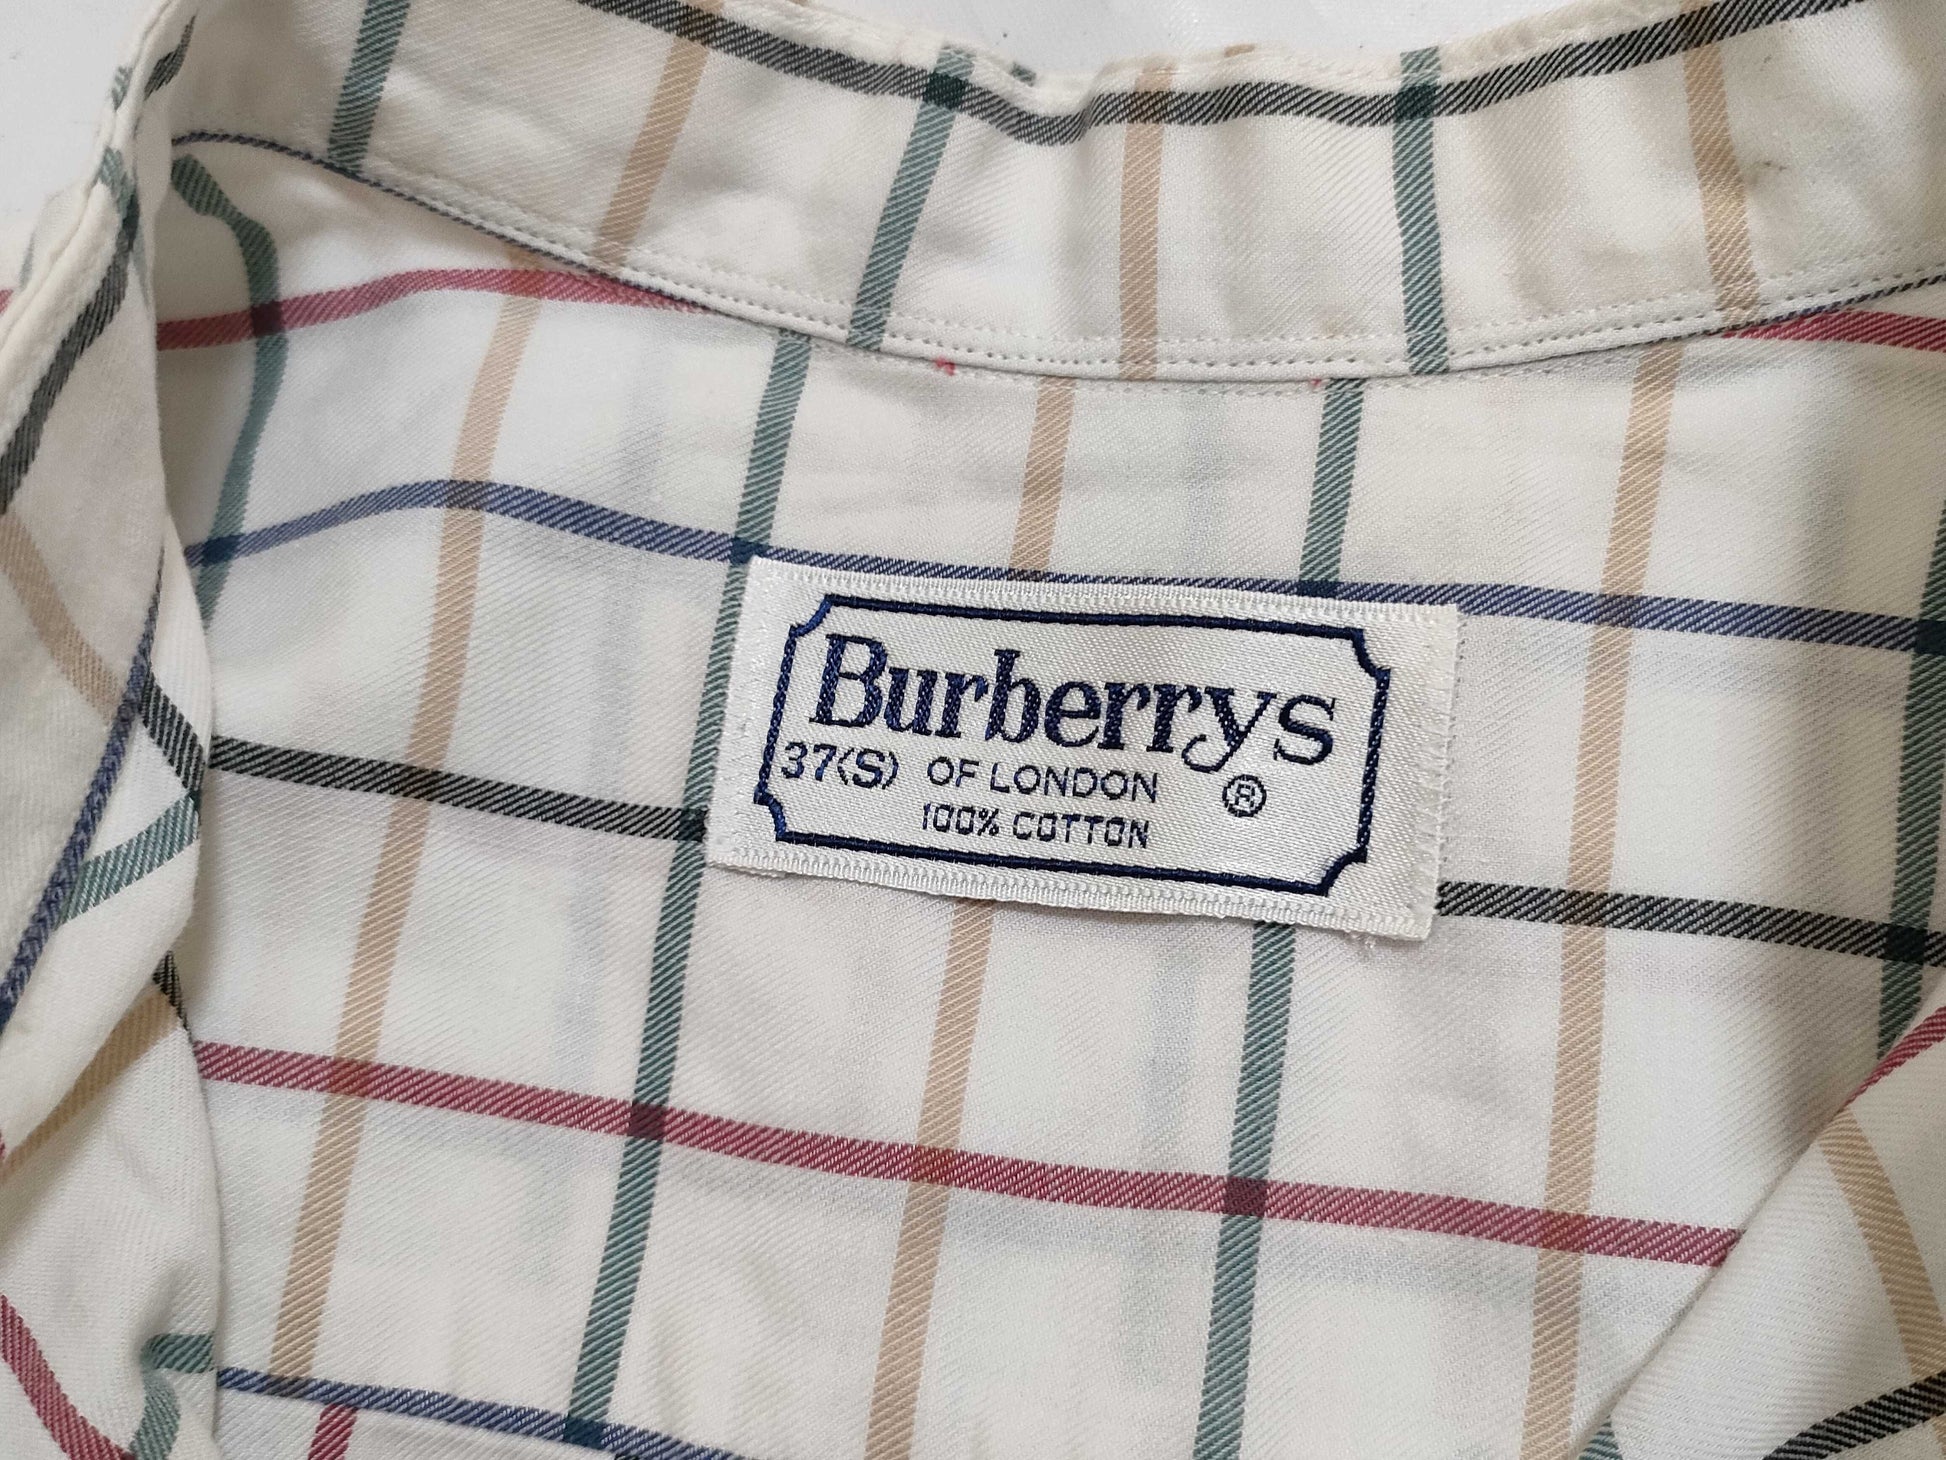 Burberrys
37(S) OF LONDON ®
100% COTTON